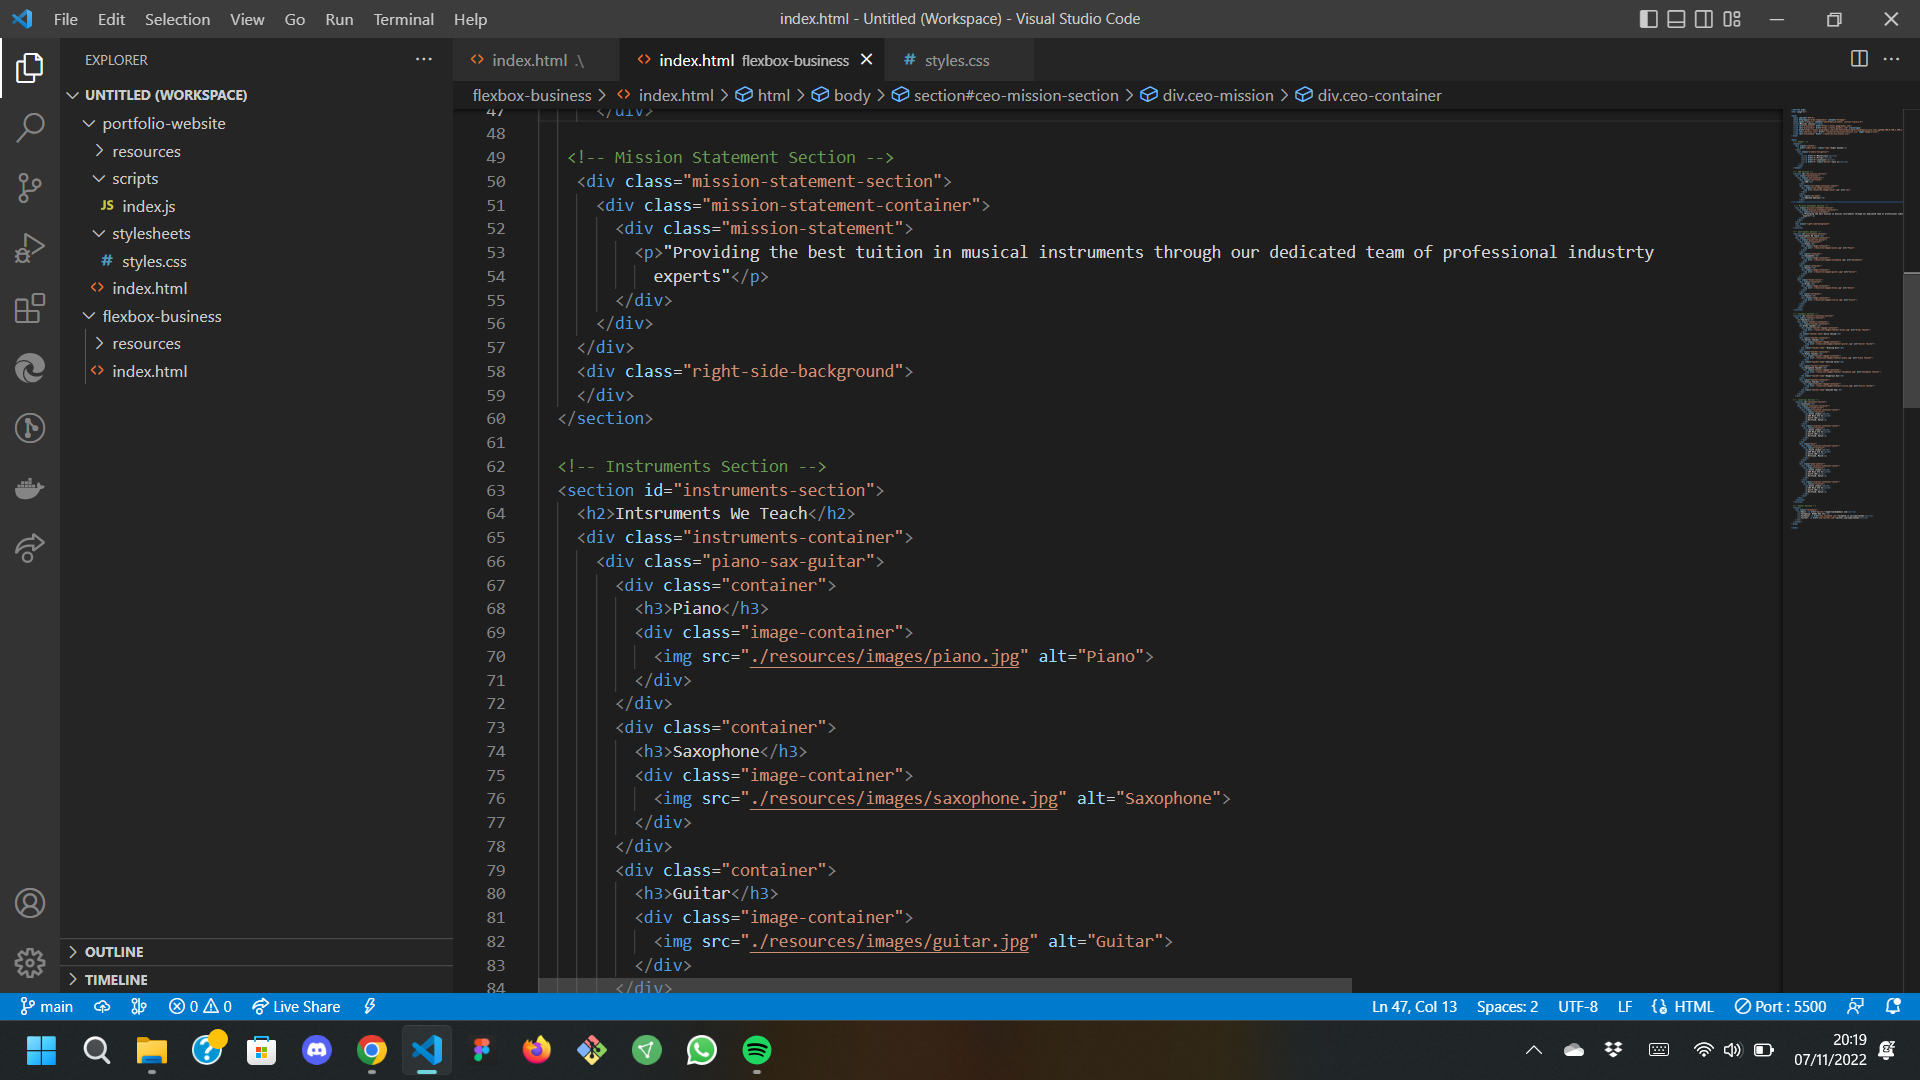 File Edit Selection View Go Run Terminal Help
index.html - Untitled (Workspace) - Visual Studio Code
EXPLORER
UNTITLED (WORKSPACE)
portfolio-website
resources
scripts
JS index.js
stylesheets
# styles.css
<> index.html
flexbox-business
resources
<> index.html
OUTLINE
TIMELINE
<> index.html .\
<> index.html flexbox-business
# styles.css
flexbox-business > <> index.html > html > body > section#ceo-mission-section > div.ceo-mission > div.ceo-container
47 </div>
48
49 <!-- Mission Statement Section -->
50 <div class="mission-statement-section">
51 <div class="mission-statement-container">
52 <div class="mission-statement">
53 <p>"Providing the best tuition in musical instruments through our dedicated team of professional industrty
54 experts"</p>
55 </div>
56 </div>
57 </div>
58 <div class="right-side-background">
59 </div>
60 </section>
61
62 <!-- Instruments Section -->
63 <section id="instruments-section">
64 <h2>Intsruments We Teach</h2>
65 <div class="instruments-container">
66 <div class="piano-sax-guitar">
67 <div class="container">
68 <h3>Piano</h3>
69 <div class="image-container">
70 <img src="./resources/images/piano.jpg" alt="Piano">
71 </div>
72 </div>
73 <div class="container">
74 <h3>Saxophone</h3>
75 <div class="image-container">
76 <img src="./resources/images/saxophone.jpg" alt="Saxophone">
77 </div>
78 </div>
79 <div class="container">
80 <h3>Guitar</h3>
81 <div class="image-container">
82 <img src="./resources/images/guitar.jpg" alt="Guitar">
83 </div>
84 </div>
main 0 0 Live Share
Ln 47, Col 13 Spaces: 2 UTF-8 LF HTML Port : 5500
20:19
07/11/2022